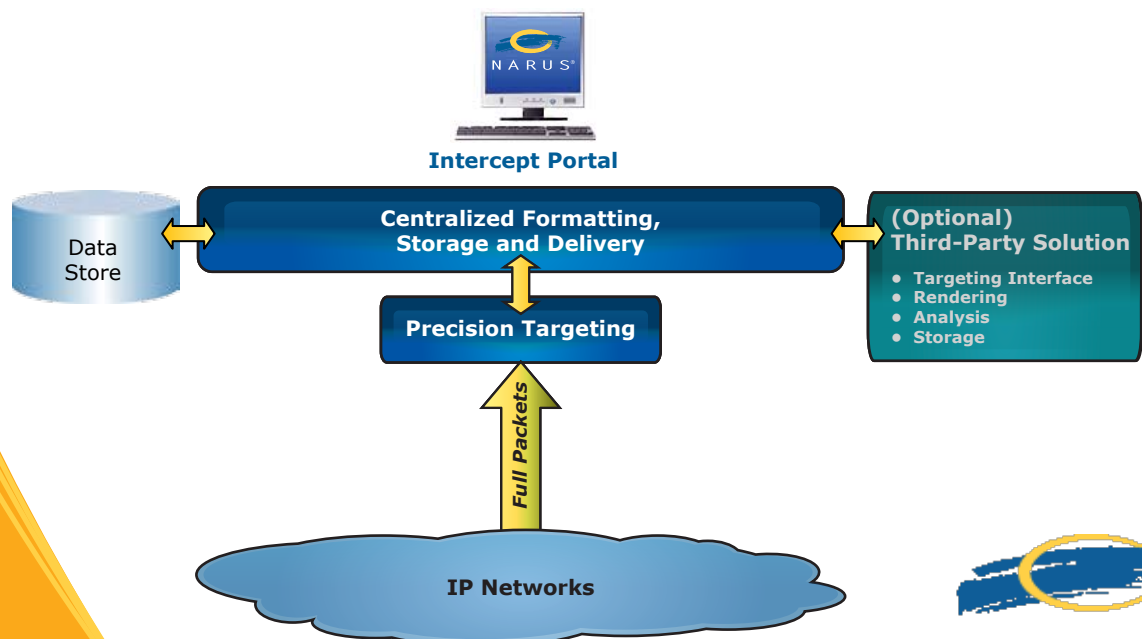 NARUS®
Intercept Portal
Data
Store
Centralized Formatting,
Storage and Delivery
(Optional)
Third-Party Solution
● Targeting Interface
● Rendering
● Analysis
● Storage
Precision Targeting
Full Packets
IP Networks